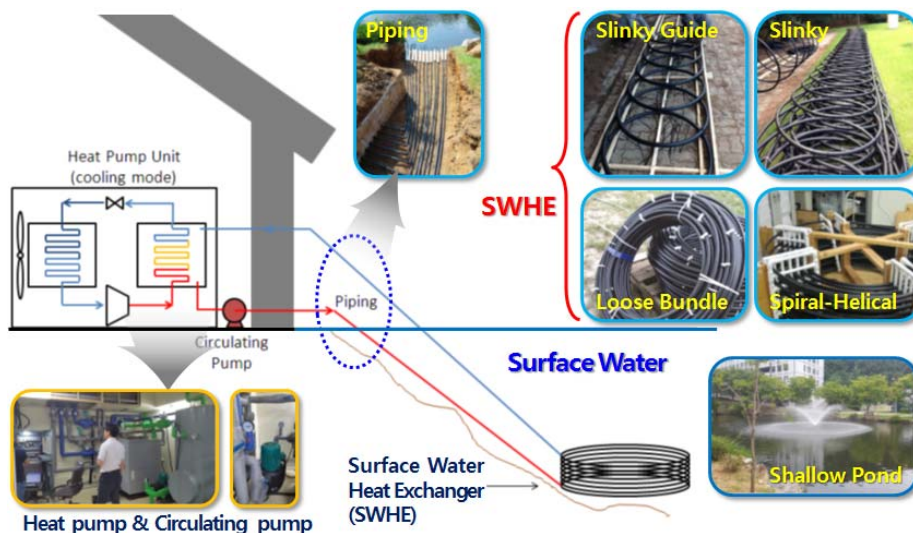 Piping
Slinky Guide
Slinky
Heat Pump Unit
(cooling mode)
SWHE
Loose Bundle
Spiral-Helical
Piping
Circulating
Pump
Surface Water
Surface Water
Heat Exchanger
(SWHE)
Shallow Pond
Heat pump & Circulating pump